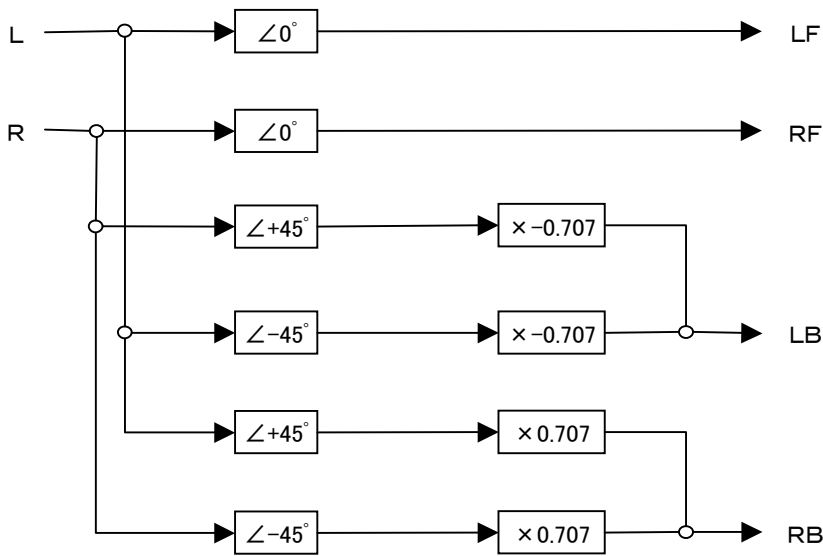 L ∠0° LF
R ∠0° RF
∠+45° ×−0.707
∠−45° ×−0.707 LB
∠+45° ×0.707
∠−45° ×0.707 RB